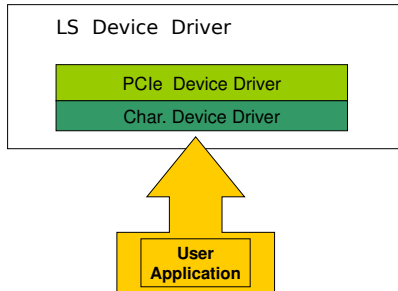 LS Device Driver
PCIe Device Driver
Char. Device Driver
User
Application